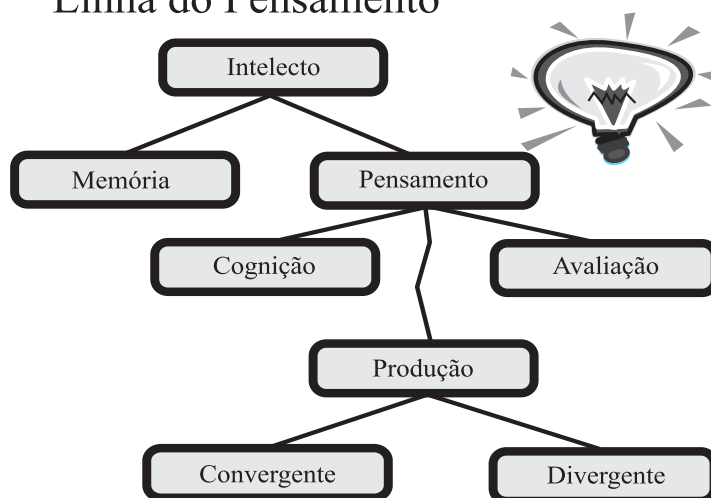 Linha do Pensamento
Intelecto
Memória
Pensamento
Cognição
Avaliação
Produção
Convergente
Divergente